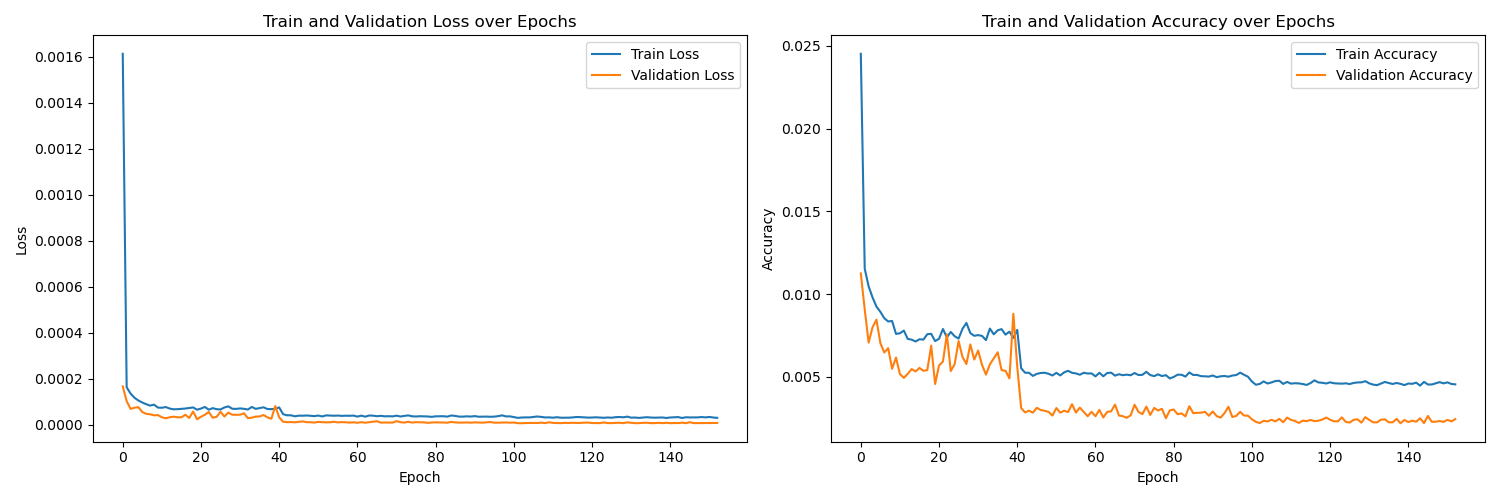 Train and Validation Loss over Epochs
0.0016
0.0014
0.0012
0.0010
0.0008
0.0006
0.0004
0.0002
0.0000
Loss
Train Loss
Validation Loss
0 20 40 60 80 100 120 140
Epoch
Train and Validation Accuracy over Epochs
0.025
0.020
0.015
0.010
0.005
Accuracy
Train Accuracy
Validation Accuracy
0 20 40 60 80 100 120 140
Epoch